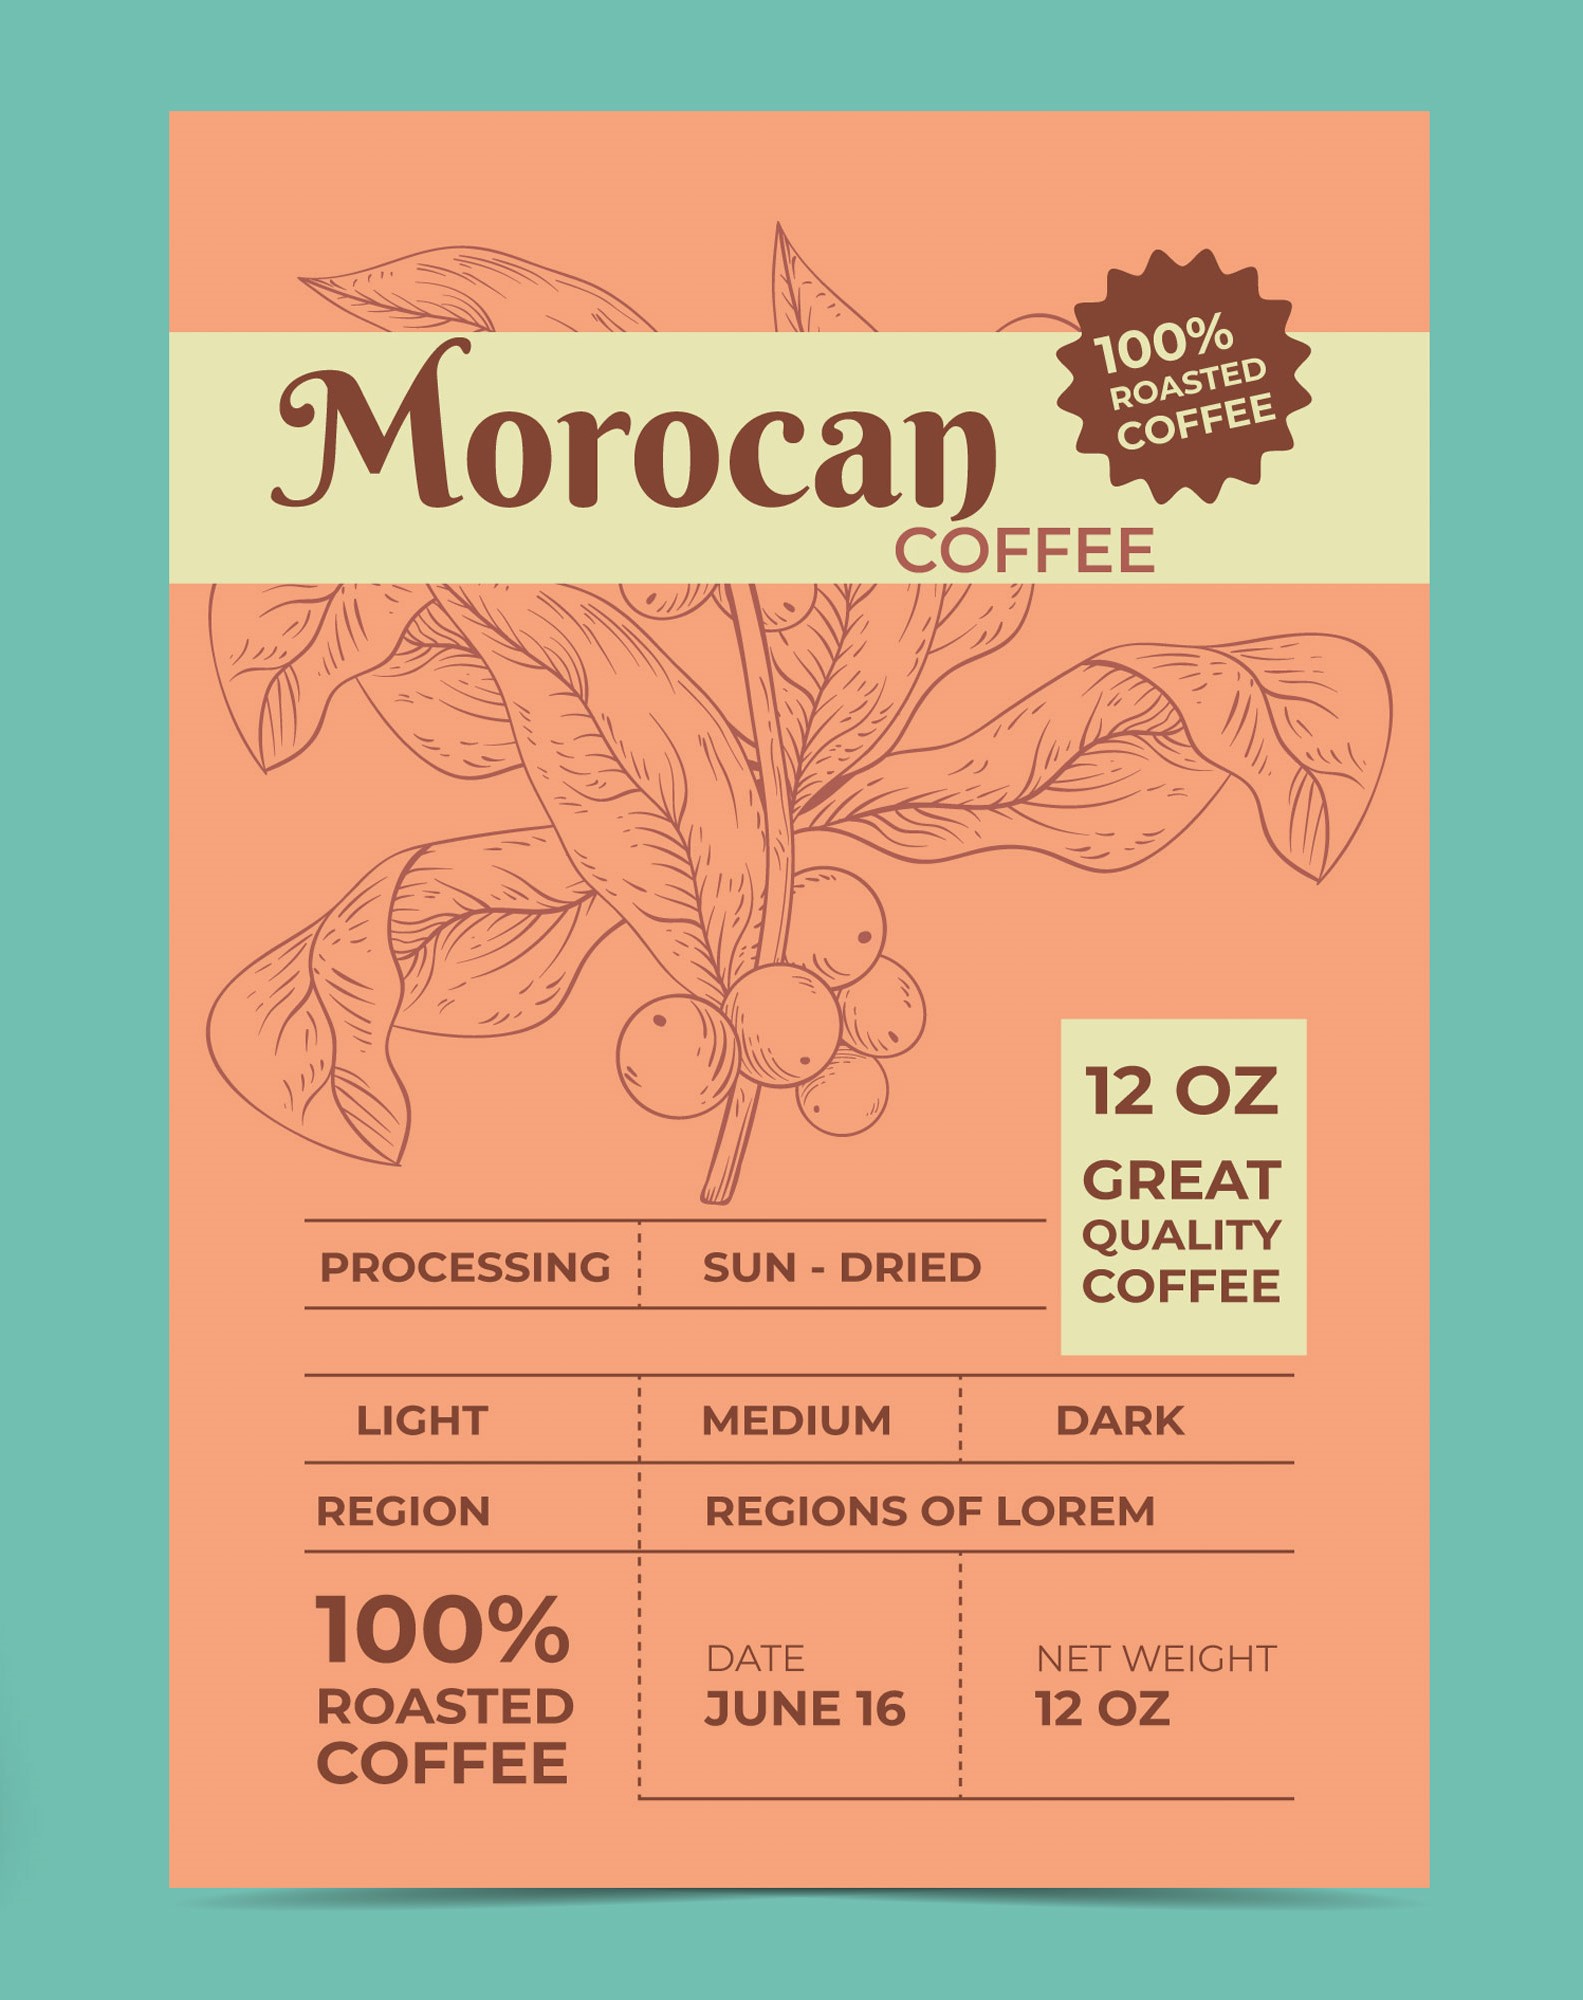 100%
ROASTED
COFFEE
Morocan
COFFEE
12 OZ
GREAT
QUALITY
COFFEE
PROCESSING SUN - DRIED
LIGHT MEDIUM DARK
REGION REGIONS OF LOREM
100%
ROASTED
COFFEE
DATE
JUNE 16
NET WEIGHT
12 OZ